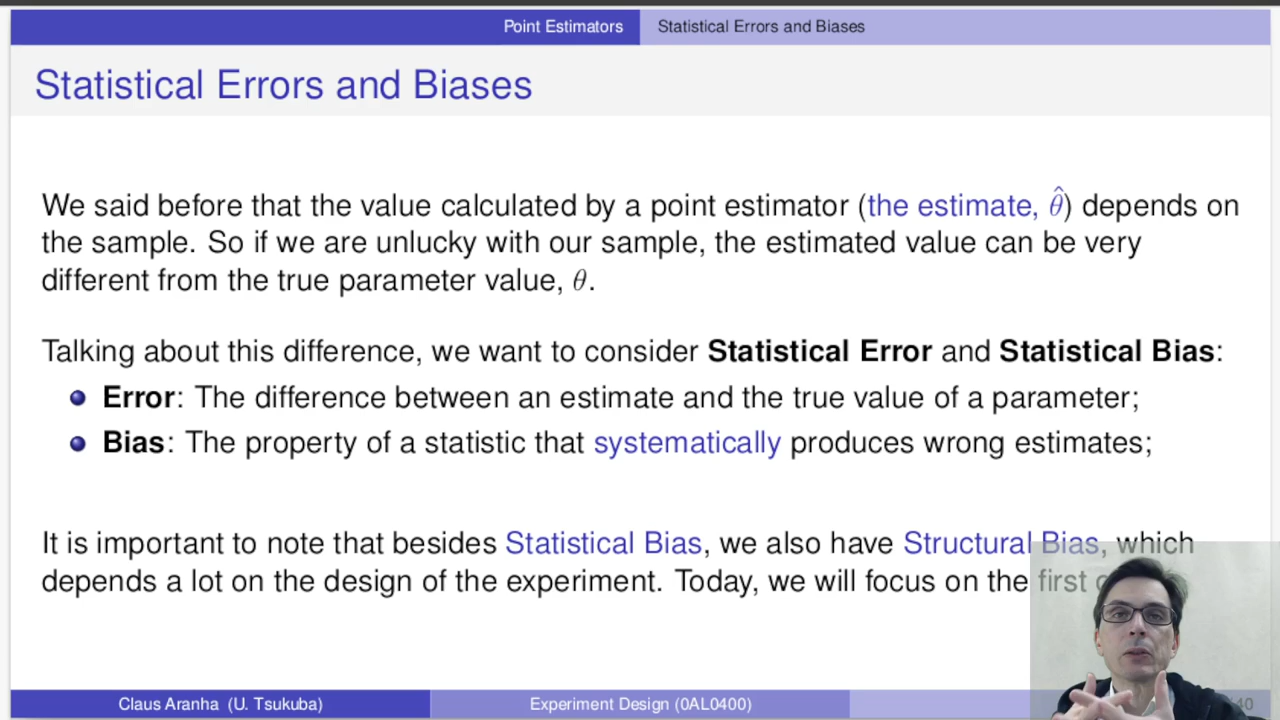 Point Estimators Statistical Errors and Biases
Statistical Errors and Biases
We said before that the value calculated by a point estimator (the estimate, θ̂) depends on
the sample. So if we are unlucky with our sample, the estimated value can be very
different from the true parameter value, θ.
Talking about this difference, we want to consider Statistical Error and Statistical Bias:
Error: The difference between an estimate and the true value of a parameter;
Bias: The property of a statistic that systematically produces wrong estimates;
It is important to note that besides Statistical Bias, we also have Structural Bias, which
depends a lot on the design of the experiment. Today, we will focus on the first
Claus Aranha (U. Tsukuba) Experiment Design (0AL0400)